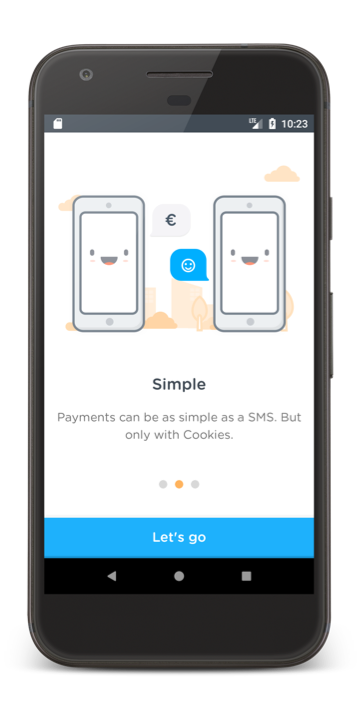 LTE 10:23
€
Simple
Payments can be as simple as a SMS. But
only with Cookies.
Let's go